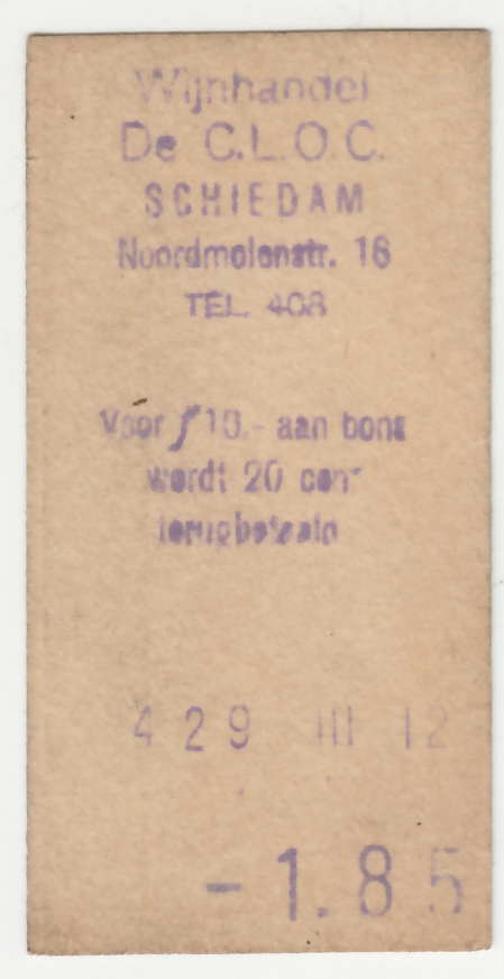 Wijnhandel
De C.L.O.C.
SCHIEDAM
Noordmolenstr. 16
TEL. 408
Voor ƒ 10.- aan bons
wordt 20 cent
terugbetaald
429 III 12
- 1.85